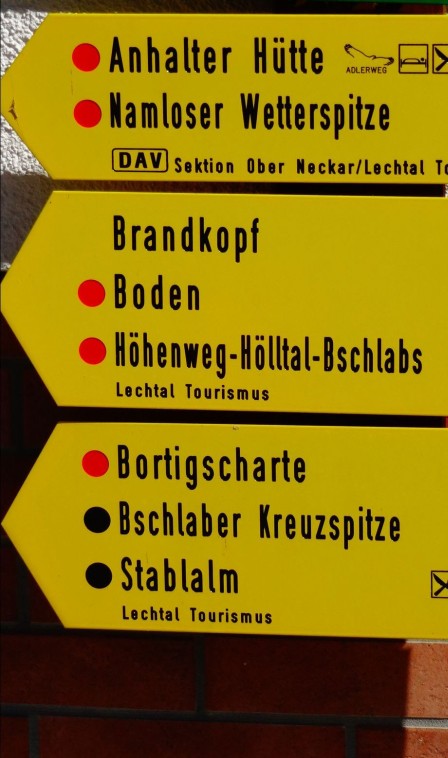 Anhalter Hütte ADLERWEG
Namloser Wetterspitze
DAV Sektion Ober Neckar/Lechtal To
Brandkopf
Boden
Höhenweg-Hölltal-Bschlabs
Lechtal Tourismus
Bortigscharte
Bschlaber Kreuzspitze
Stablalm
Lechtal Tourismus